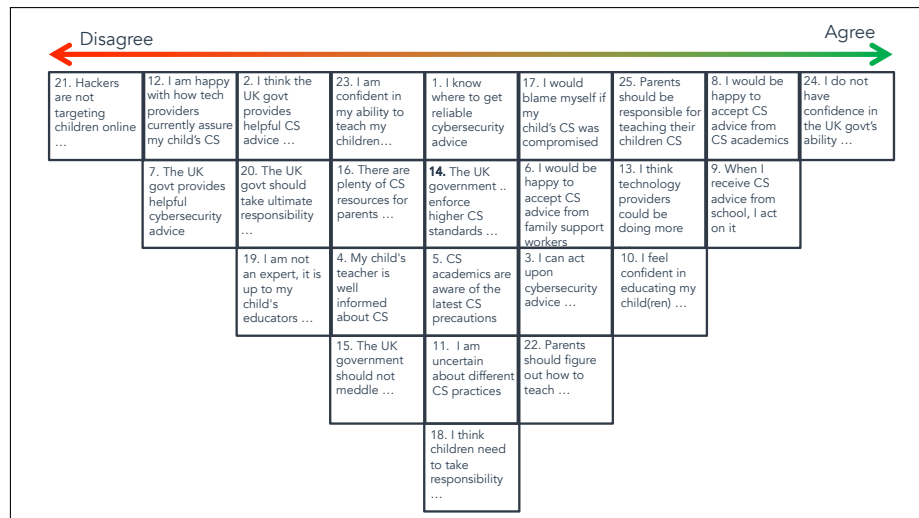 Disagree
Agree
21. Hackers
are not
targeting
children online
…
12. I am happy
with how tech
providers
currently assure
my child's CS
2. I think the
UK govt
provides
helpful CS
advice …
23. I am
confident in
my ability to
teach my
children…
1. I know
where to get
reliable
cybersecurity
advice
17. I would
blame myself if
my
child's CS was
compromised
25. Parents
should be
responsible for
teaching their
children CS
8. I would be
happy to
accept CS
advice from
CS academics
24. I do not
have
confidence in
the UK govt's
ability …
7. The UK
govt provides
helpful
cybersecurity
advice
20. The UK
govt should
take ultimate
responsibility
…
16. There are
plenty of CS
resources for
parents …
14. The UK
government ..
enforce
higher CS
standards …
6. I would be
happy to
accept CS
advice from
family support
workers
13. I think
technology
providers
could be
doing more
9. When I
receive CS
advice from
school, I act
on it
19. I am not
an expert, it is
up to my
child's
educators …
4. My child's
teacher is
well
informed
about CS
5. CS
academics are
aware of the
latest CS
precautions
3. I can act
upon
cybersecurity
advice …
10. I feel
confident in
educating my
child(ren) …
15. The UK
government
should not
meddle …
11. I am
uncertain
about different
CS practices
22. Parents
should figure
out how to
teach …
18. I think
children need
to take
responsibility
…